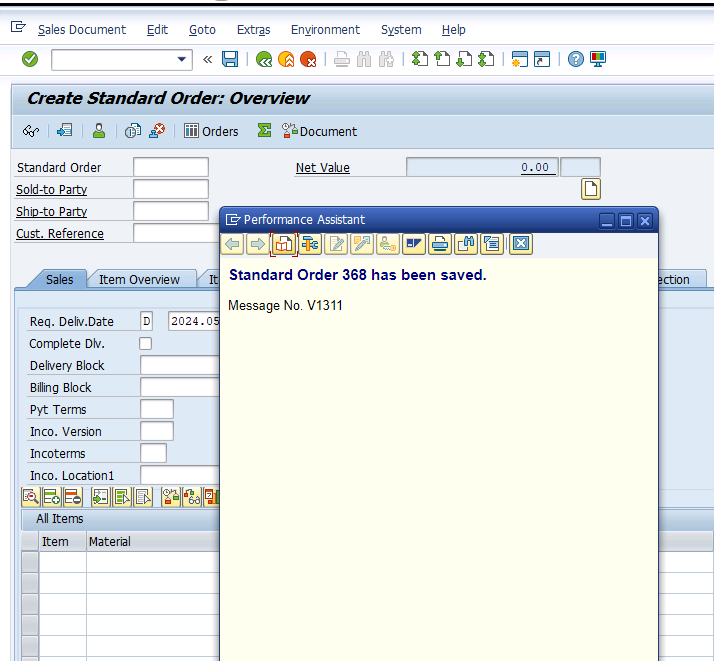 Sales Document Edit Goto Extras Environment System Help
Create Standard Order: Overview
Orders Document
Standard Order
Net Value 0.00
Sold-to Party
Ship-to Party
Cust. Reference
Performance Assistant
Standard Order 368 has been saved.
Message No. V1311
Sales Item Overview It ection
Req. Deliv.Date D 2024.05
Complete Dlv.
Delivery Block
Billing Block
Pyt Terms
Inco. Version
Incoterms
Inco. Location1
All Items
Item Material